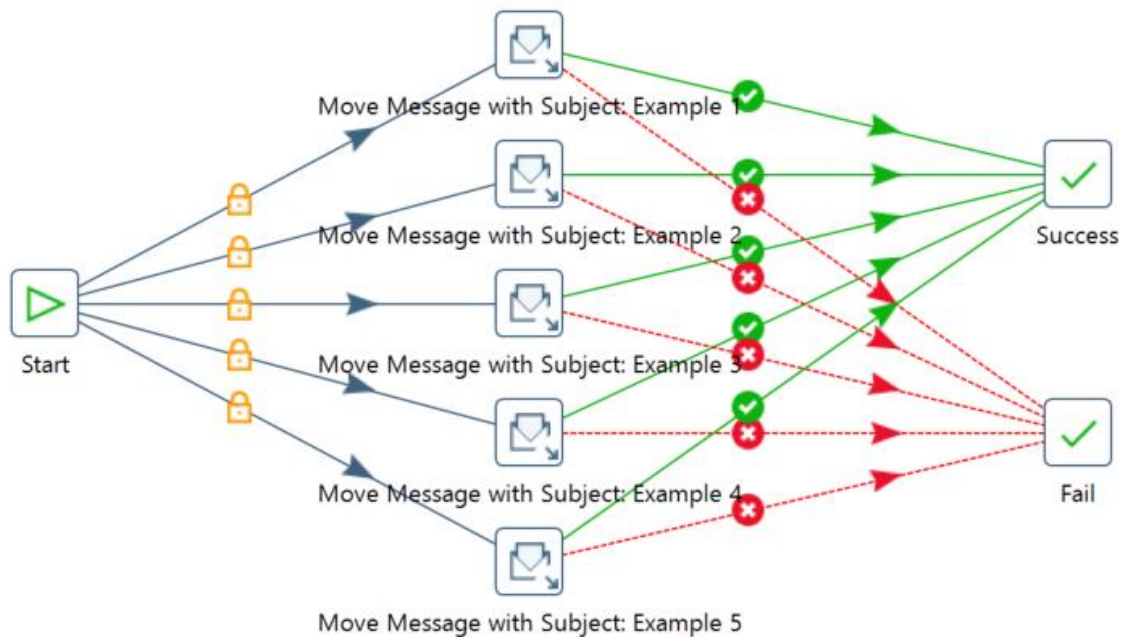 Move Message with Subject: Example 1
Move Message with Subject: Example 2
Success
Start
Move Message with Subject: Example 3
Move Message with Subject: Example 4
Fail
Move Message with Subject: Example 5